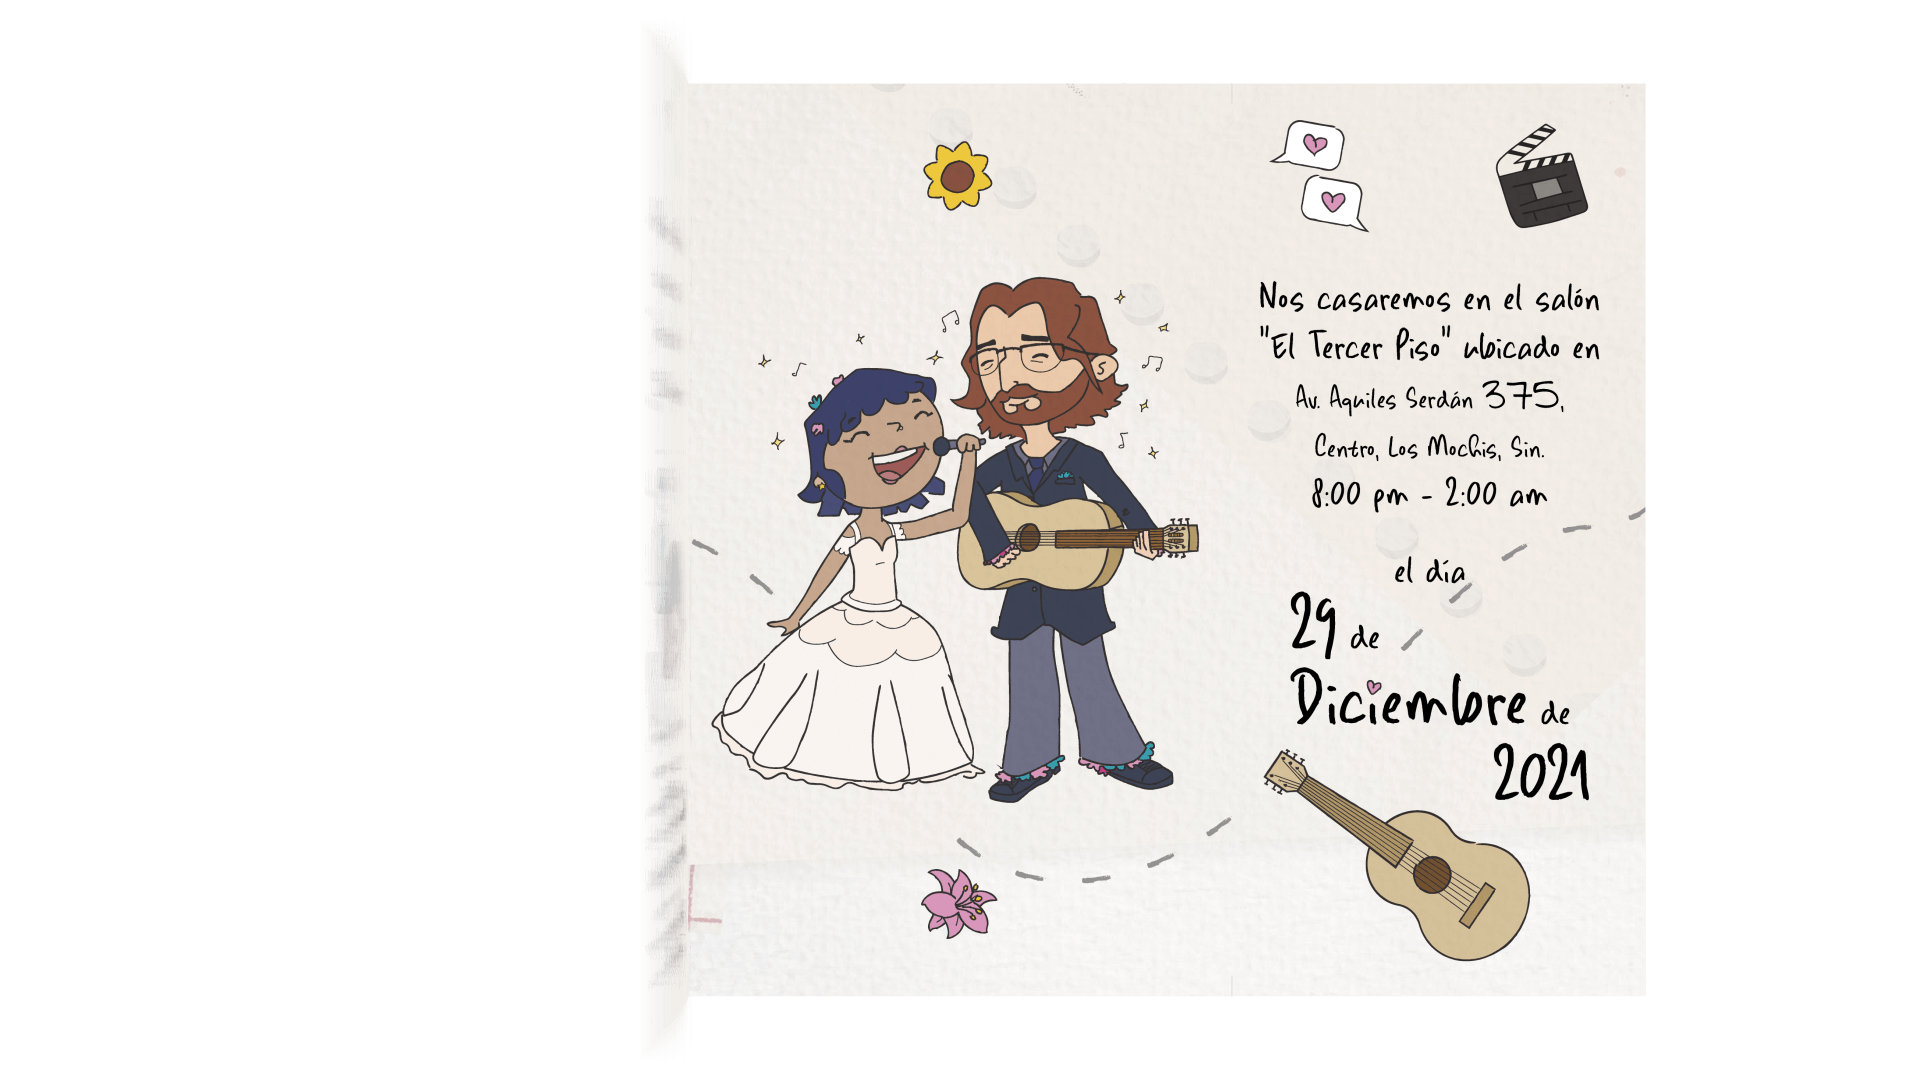 Nos casaremos en el salón
"El Tercer Piso" ubicado en
Av. Aquiles Serdán 375,
Centro, Los Mochis, Sin.
8:00 pm - 2:00 am
el día
29 de
Diciembre de
2021